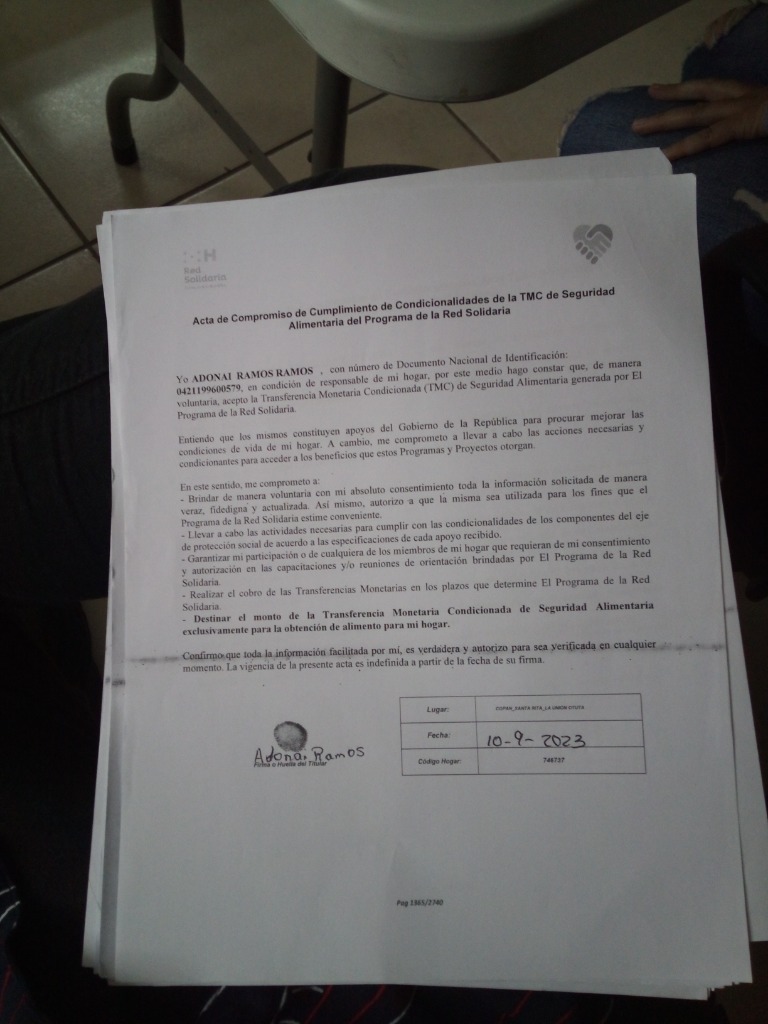 Red
Solidaria
Acta de Compromiso de Cumplimiento de Condicionalidades de la TMC de Seguridad
Alimentaria del Programa de la Red Solidaria
Yo ADONAI RAMOS RAMOS , con número de Documento Nacional de Identificación:
0421199600579, en condición de responsable de mi hogar, por este medio hago constar que, de manera
voluntaria, acepto la Transferencia Monetaria Condicionada (TMC) de Seguridad Alimentaria generada por El
Programa de la Red Solidaria.
Entiendo que los mismos constituyen apoyos del Gobierno de la República para procurar mejorar las
condiciones de vida de mi hogar. A cambio, me comprometo a llevar a cabo las acciones necesarias y
condicionantes para acceder a los beneficios que estos Programas y Proyectos otorgan.
En este sentido, me comprometo a:
- Brindar de manera voluntaria con mi absoluto consentimiento toda la información solicitada de manera
veraz, fidedigna y actualizada. Así mismo, autorizo a que la misma sea utilizada para los fines que el
Programa de la Red Solidaria estime conveniente.
- Llevar a cabo las actividades necesarias para cumplir con las condicionalidades de los componentes del eje
de protección social de acuerdo a las especificaciones de cada apoyo recibido.
- Garantizar mi participación o de cualquiera de los miembros de mi hogar que requieran de mi consentimiento
y autorización en las capacitaciones y/o reuniones de orientación brindadas por El Programa de la Red
Solidaria.
- Realizar el cobro de las Transferencias Monetarias en los plazos que determine El Programa de la Red
Solidaria.
- Destinar el monto de la Transferencia Monetaria Condicionada de Seguridad Alimentaria
exclusivamente para la obtención de alimento para mi hogar.
Confirmo que toda la información facilitada por mí, es verdadera y autorizo para sea verificada en cualquier
momento. La vigencia de la presente acta es indefinida a partir de la fecha de su firma.
Adonai Ramos
Firma o Huella del Titular
Lugar: COPAN_SANTA RITA_LA UNION OTUTA
Fecha: 10-9-2023
Código Hogar: 746737
Pag 1365/2740